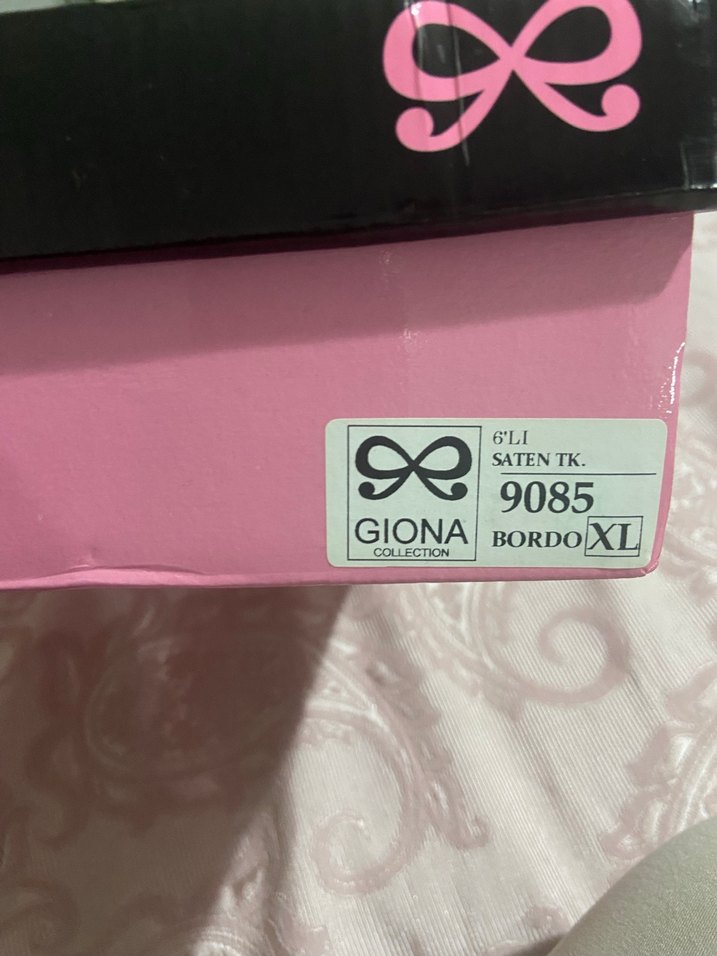 6'LI
SATEN TK.
9085
BORDO XL
GIONA
COLLECTION